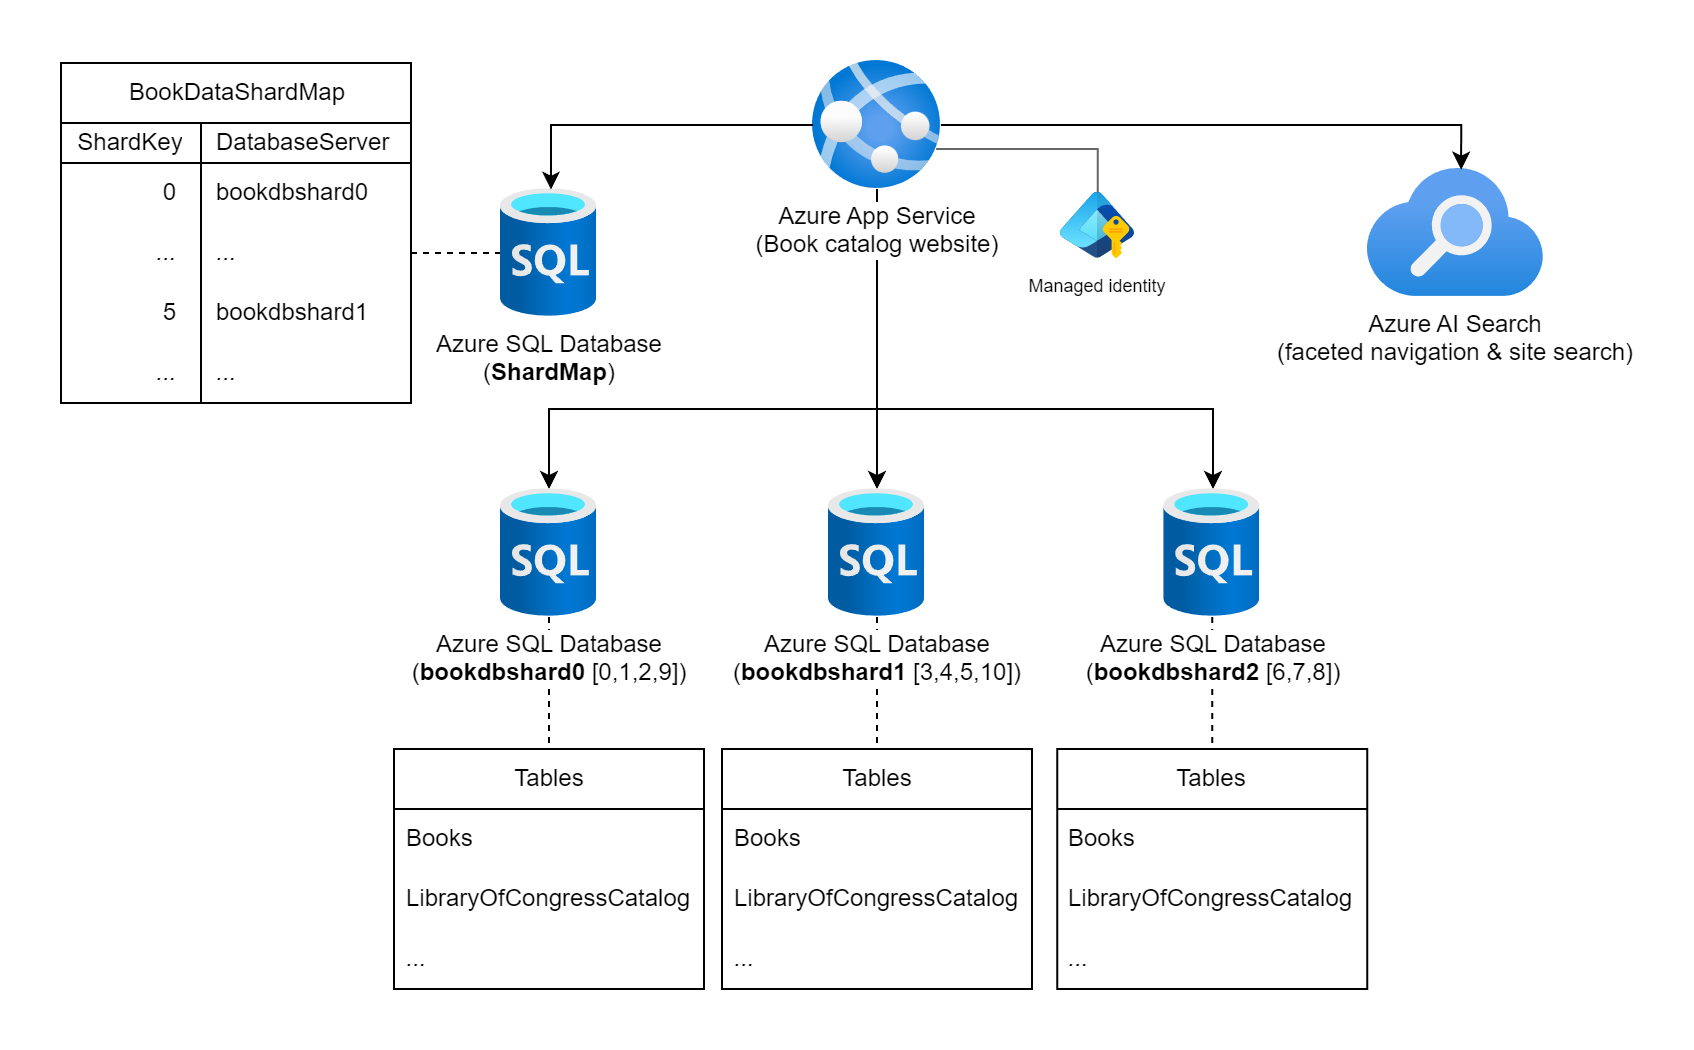 BookDataShardMap
ShardKey DatabaseServer
0 bookdbshard0
... ...
5 bookdbshard1
... ...
SQL
Azure SQL Database
(ShardMap)
Azure App Service
(Book catalog website)
Managed identity
Azure AI Search
(faceted navigation & site search)
SQL
Azure SQL Database
(bookdbshard0 [0,1,2,9])
SQL
Azure SQL Database
(bookdbshard1 [3,4,5,10])
SQL
Azure SQL Database
(bookdbshard2 [6,7,8])
Tables
Books
LibraryOfCongressCatalog
...
Tables
Books
LibraryOfCongressCatalog
...
Tables
Books
LibraryOfCongressCatalog
...